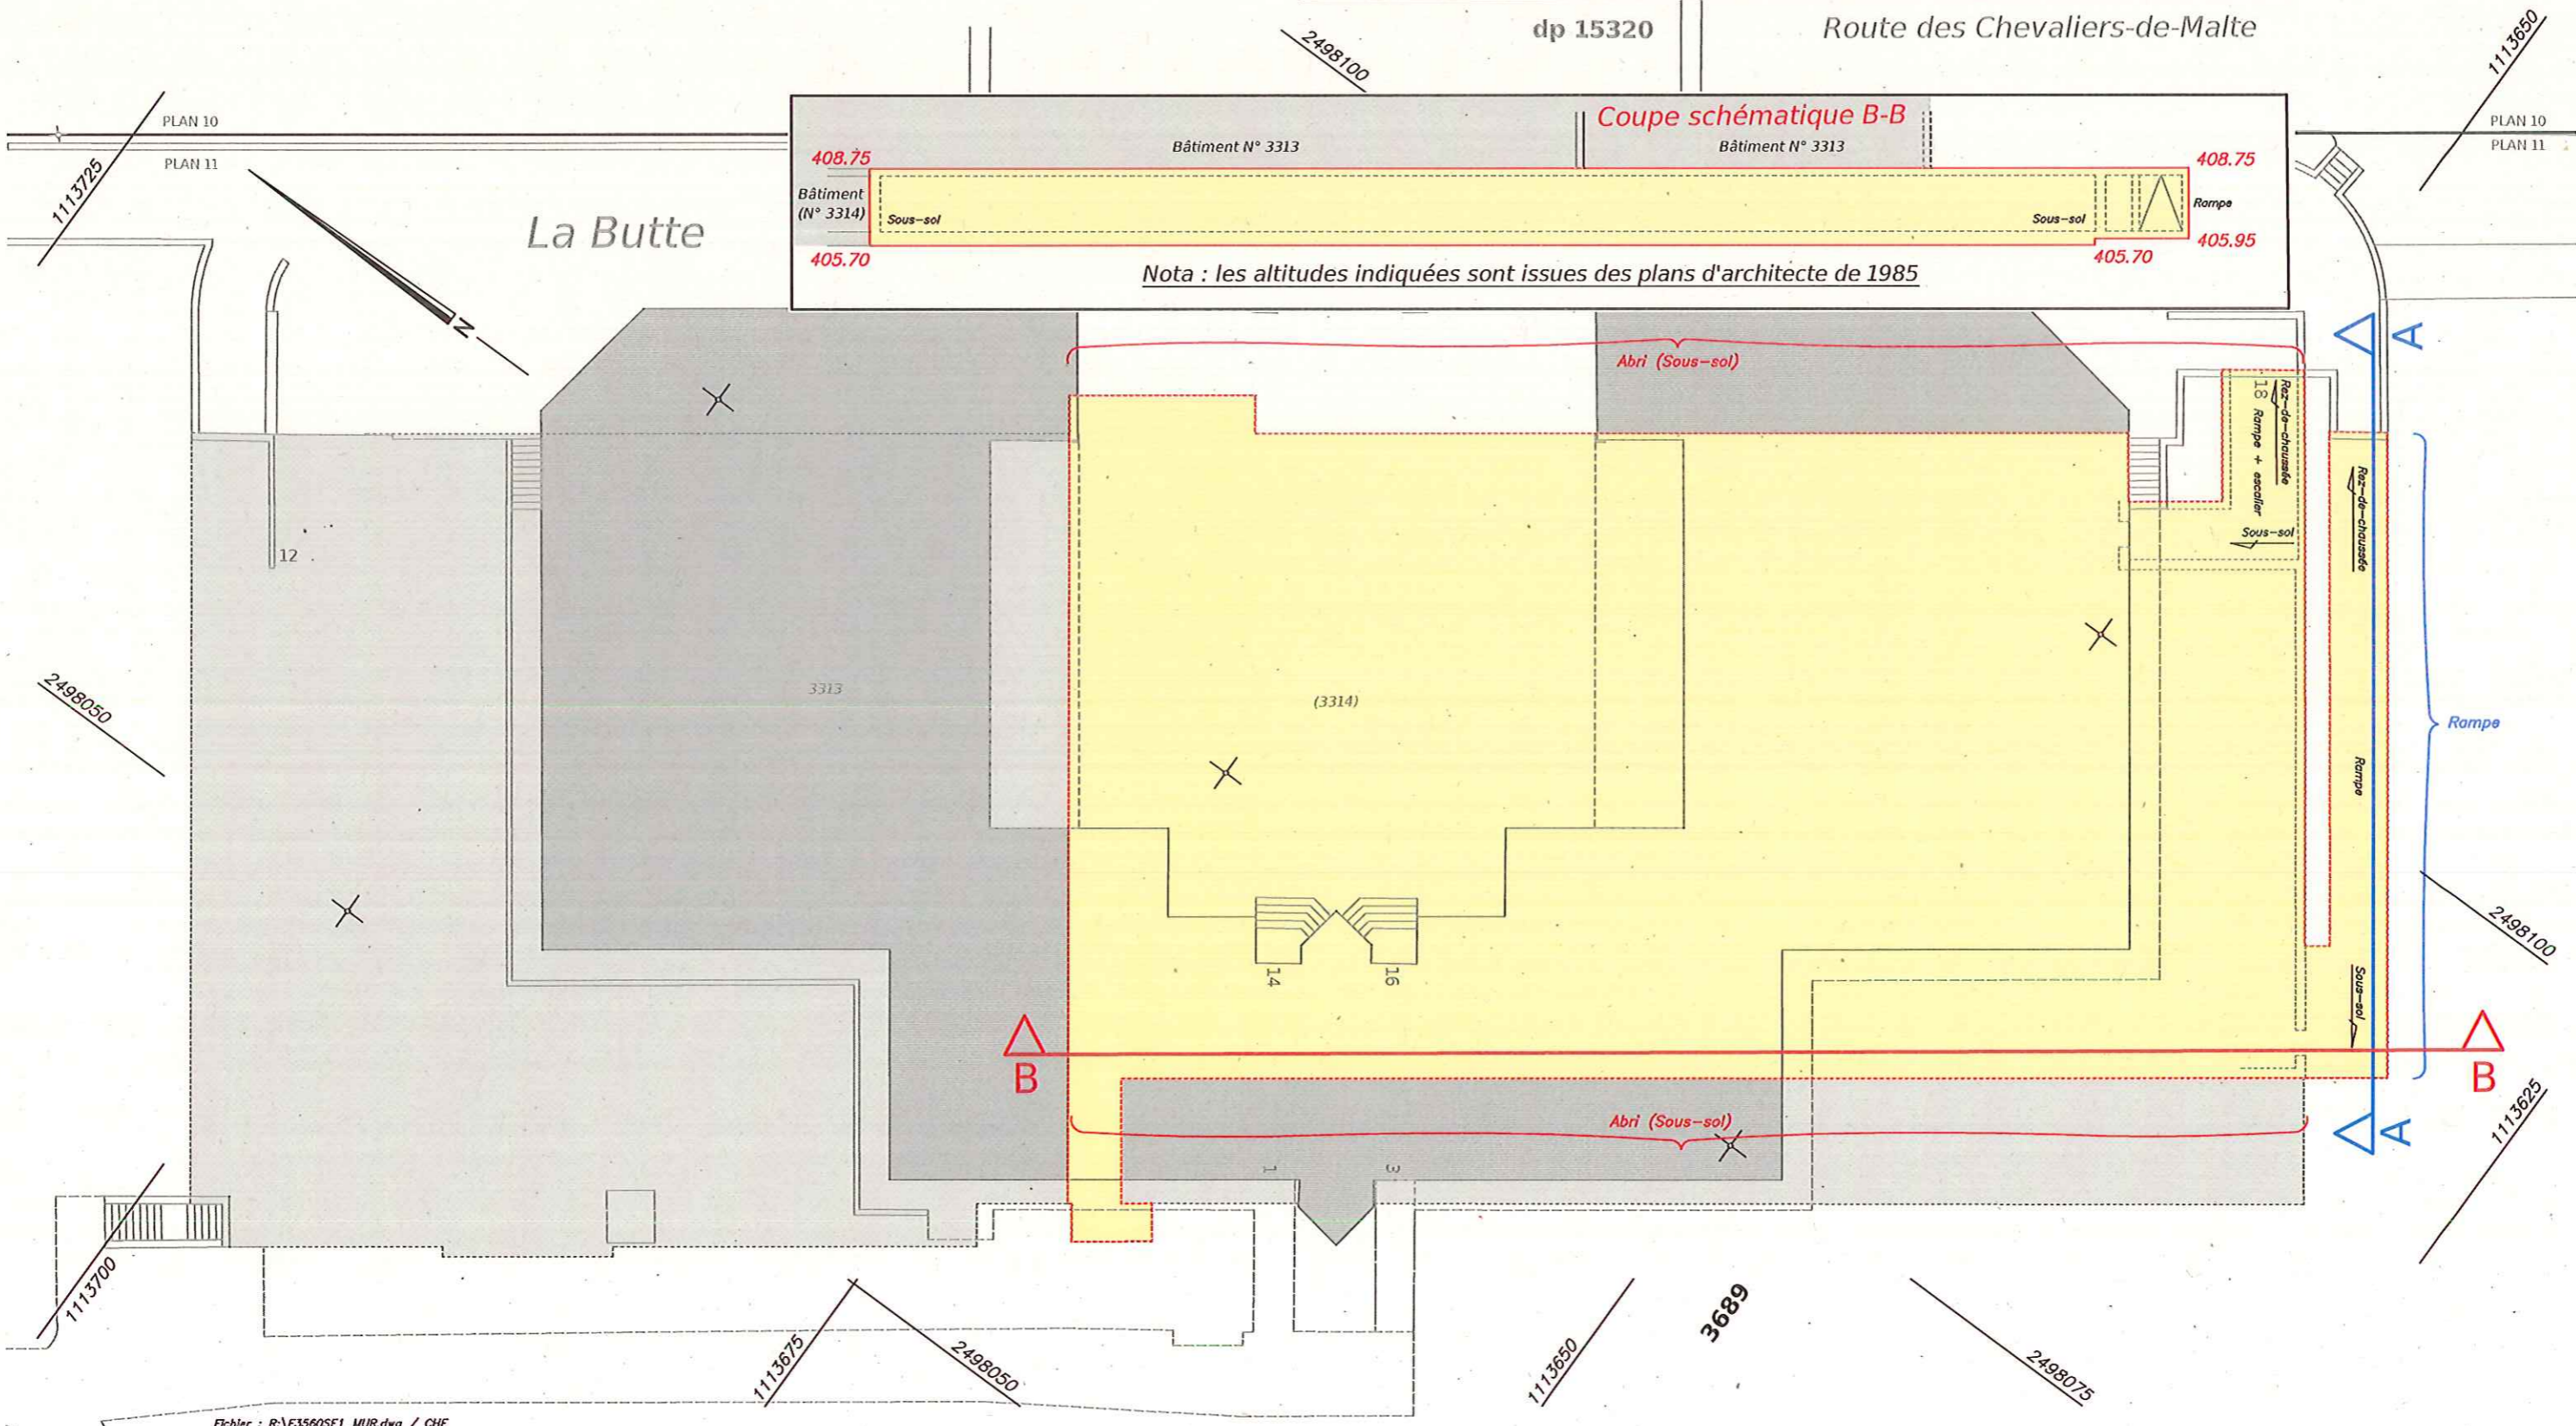 dp 15320
Route des Chevaliers-de-Malte
2498100
1113650
PLAN 10
PLAN 11
1113725
La Butte
N
Coupe schématique B-B
Bâtiment N° 3313
Bâtiment N° 3313
408.75
408.75
Bâtiment
(N° 3314)
Sous-sol
Sous-sol
Rampe
405.95
405.70
405.70
Nota : les altitudes indiquées sont issues des plans d'architecte de 1985
PLAN 10
PLAN 11
A
Abri (Sous-sol)
18
Rampe + escalier
Rez-de-chaussée
Sous-sol
Rez-de-chaussée
12
2498050
3313
(3314)
Rampe
Rampe
2498100
14
16
Sous-sol
B
B
Abri (Sous-sol)
A
1
3
1113625
1113700
1113675
2498050
1113650
3689
2498075
Fichier : R:\F3560SF1_MUR.dwg / CHF